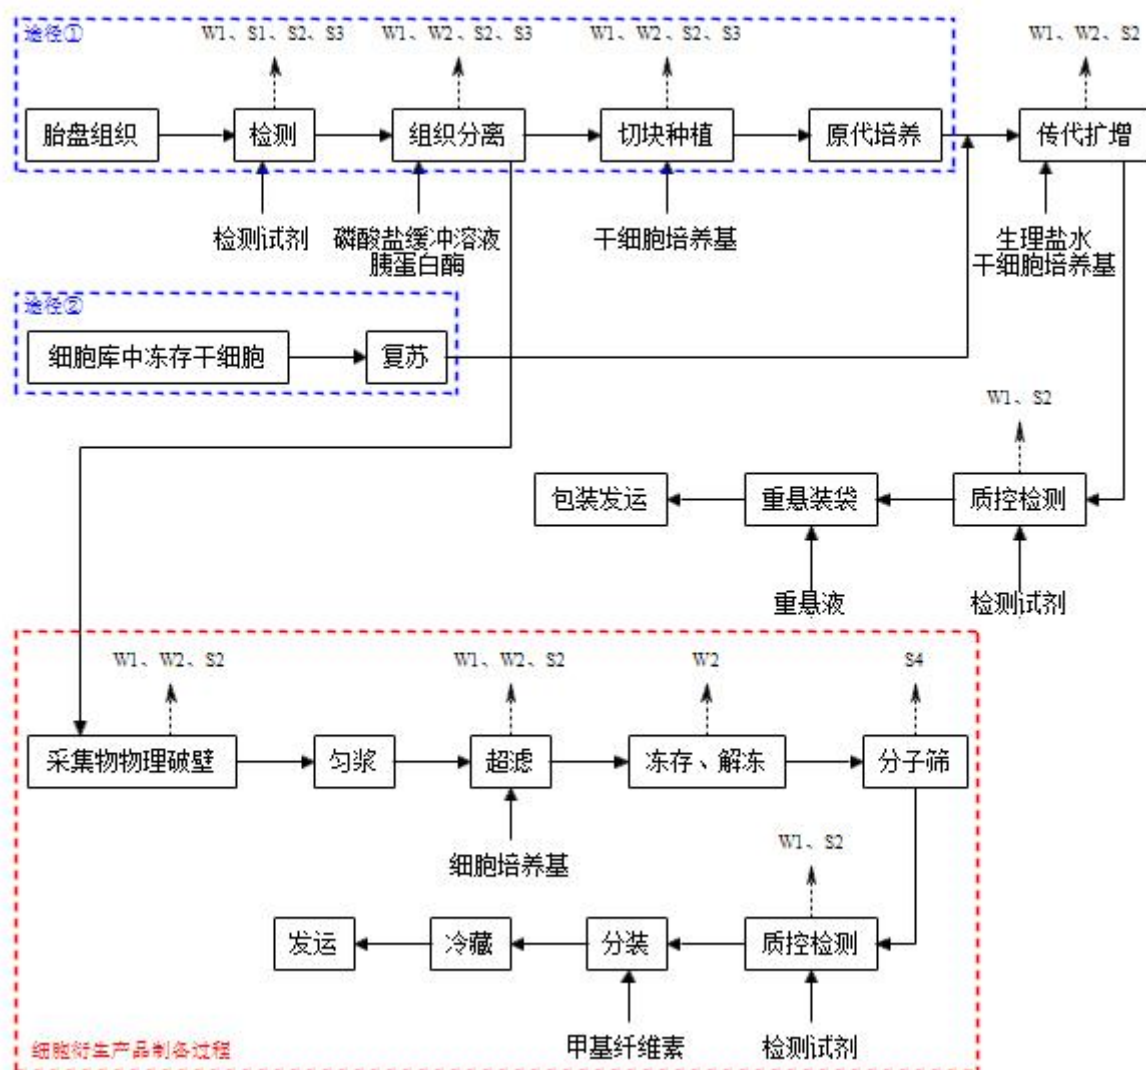 途径①
W1、S1、S2、S3
W1、W2、S2、S3
W1、W2、S2、S3
W1、W2、S2
胎盘组织
检测
组织分离
切块种植
原代培养
传代扩增
检测试剂
磷酸盐缓冲溶液
胰蛋白酶
干细胞培养基
生理盐水
干细胞培养基
途径②
细胞库中冻存干细胞
复苏
W1、S2
包装发运
重悬装袋
质控检测
重悬液
检测试剂
W1、W2、S2
W1、W2、S2
W2
S4
采集物物理破壁
匀浆
超滤
冻存、解冻
分子筛
细胞培养基
W1、S2
发运
冷藏
分装
质控检测
甲基纤维素
检测试剂
细胞衍生产品制备过程